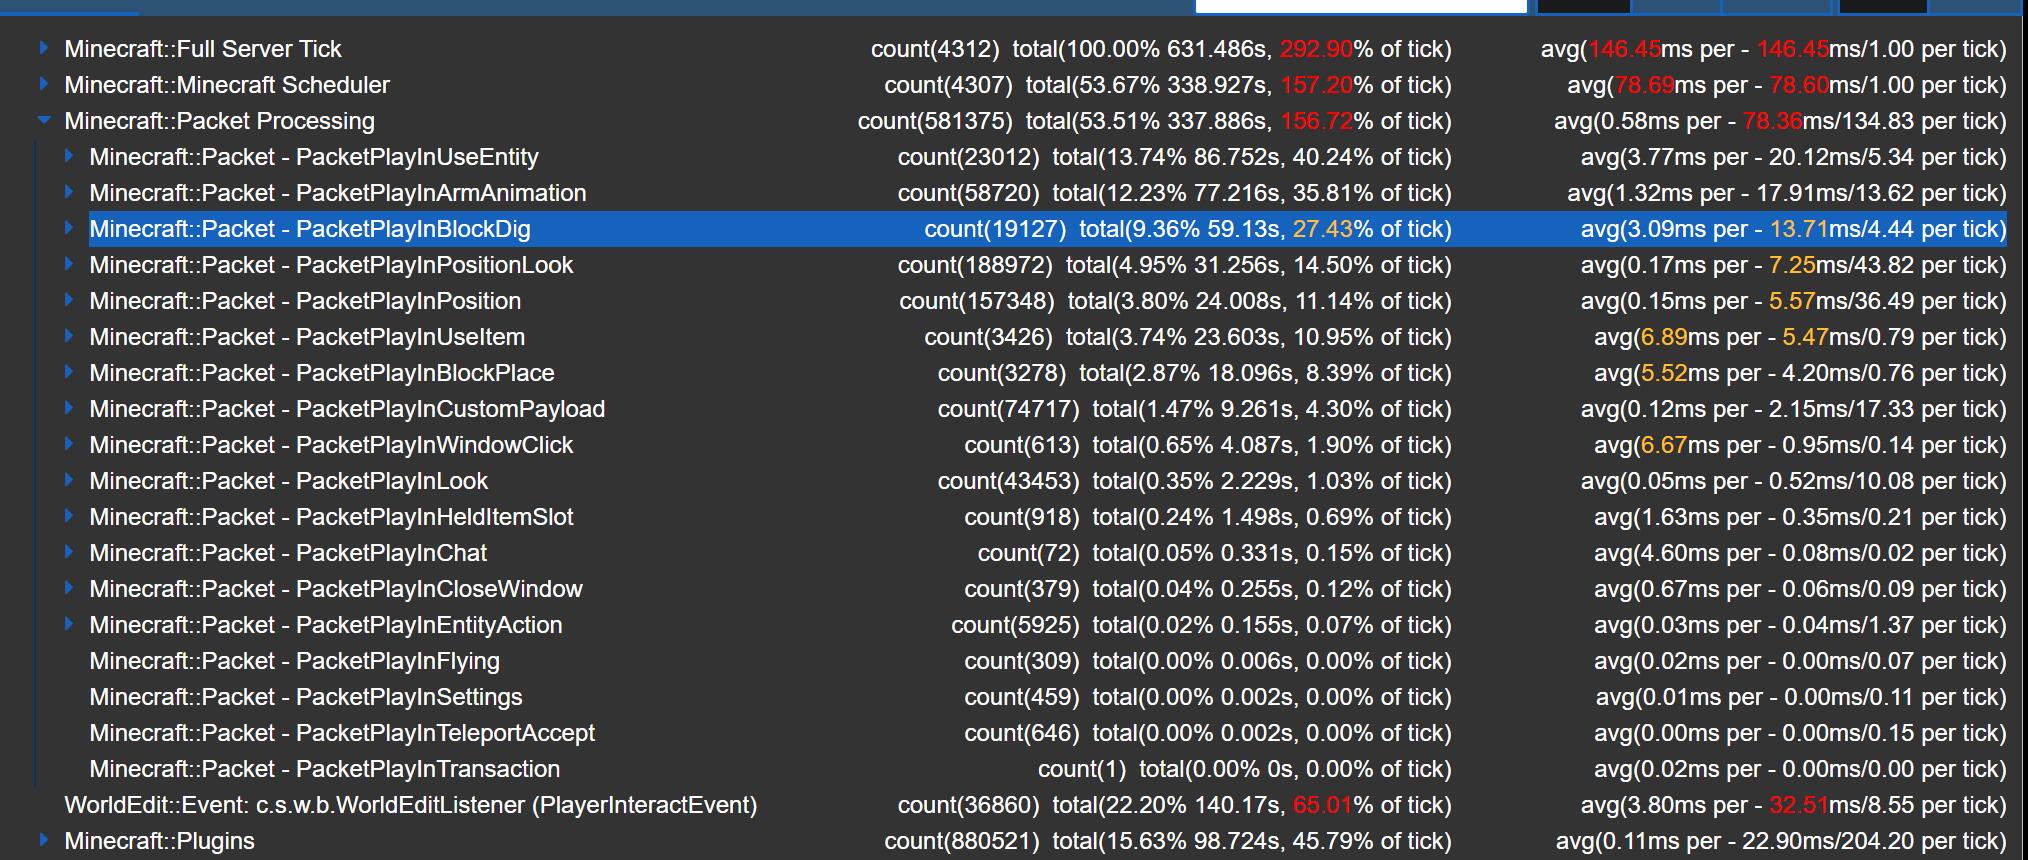 Minecraft::Full Server Tick count(4312) total(100.00% 631.486s, 292.90% of tick) avg(146.45ms per - 146.45ms/1.00 per tick)
Minecraft::Minecraft Scheduler count(4307) total(53.67% 338.927s, 157.20% of tick) avg(78.69ms per - 78.60ms/1.00 per tick)
Minecraft::Packet Processing count(581375) total(53.51% 337.886s, 156.72% of tick) avg(0.58ms per - 78.36ms/134.83 per tick)
Minecraft::Packet - PacketPlayInUseEntity count(23012) total(13.74% 86.752s, 40.24% of tick) avg(3.77ms per - 20.12ms/5.34 per tick)
Minecraft::Packet - PacketPlayInArmAnimation count(58720) total(12.23% 77.216s, 35.81% of tick) avg(1.32ms per - 17.91ms/13.62 per tick)
Minecraft::Packet - PacketPlayInBlockDig count(19127) total(9.36% 59.13s, 27.43% of tick) avg(3.09ms per - 13.71ms/4.44 per tick)
Minecraft::Packet - PacketPlayInPositionLook count(188972) total(4.95% 31.256s, 14.50% of tick) avg(0.17ms per - 7.25ms/43.82 per tick)
Minecraft::Packet - PacketPlayInPosition count(157348) total(3.80% 24.008s, 11.14% of tick) avg(0.15ms per - 5.57ms/36.49 per tick)
Minecraft::Packet - PacketPlayInUseItem count(3426) total(3.74% 23.603s, 10.95% of tick) avg(6.89ms per - 5.47ms/0.79 per tick)
Minecraft::Packet - PacketPlayInBlockPlace count(3278) total(2.87% 18.096s, 8.39% of tick) avg(5.52ms per - 4.20ms/0.76 per tick)
Minecraft::Packet - PacketPlayInCustomPayload count(74717) total(1.47% 9.261s, 4.30% of tick) avg(0.12ms per - 2.15ms/17.33 per tick)
Minecraft::Packet - PacketPlayInWindowClick count(613) total(0.65% 4.087s, 1.90% of tick) avg(6.67ms per - 0.95ms/0.14 per tick)
Minecraft::Packet - PacketPlayInLook count(43453) total(0.35% 2.229s, 1.03% of tick) avg(0.05ms per - 0.52ms/10.08 per tick)
Minecraft::Packet - PacketPlayInHeldItemSlot count(918) total(0.24% 1.498s, 0.69% of tick) avg(1.63ms per - 0.35ms/0.21 per tick)
Minecraft::Packet - PacketPlayInChat count(72) total(0.05% 0.331s, 0.15% of tick) avg(4.60ms per - 0.08ms/0.02 per tick)
Minecraft::Packet - PacketPlayInCloseWindow count(379) total(0.04% 0.255s, 0.12% of tick) avg(0.67ms per - 0.06ms/0.09 per tick)
Minecraft::Packet - PacketPlayInEntityAction count(5925) total(0.02% 0.155s, 0.07% of tick) avg(0.03ms per - 0.04ms/1.37 per tick)
Minecraft::Packet - PacketPlayInFlying count(309) total(0.00% 0.006s, 0.00% of tick) avg(0.02ms per - 0.00ms/0.07 per tick)
Minecraft::Packet - PacketPlayInSettings count(459) total(0.00% 0.002s, 0.00% of tick) avg(0.01ms per - 0.00ms/0.11 per tick)
Minecraft::Packet - PacketPlayInTeleportAccept count(646) total(0.00% 0.002s, 0.00% of tick) avg(0.00ms per - 0.00ms/0.15 per tick)
Minecraft::Packet - PacketPlayInTransaction count(1) total(0.00% 0s, 0.00% of tick) avg(0.02ms per - 0.00ms/0.00 per tick)
WorldEdit::Event: c.s.w.b.WorldEditListener (PlayerInteractEvent) count(36860) total(22.20% 140.17s, 65.01% of tick) avg(3.80ms per - 32.51ms/8.55 per tick)
Minecraft::Plugins count(880521) total(15.63% 98.724s, 45.79% of tick) avg(0.11ms per - 22.90ms/204.20 per tick)